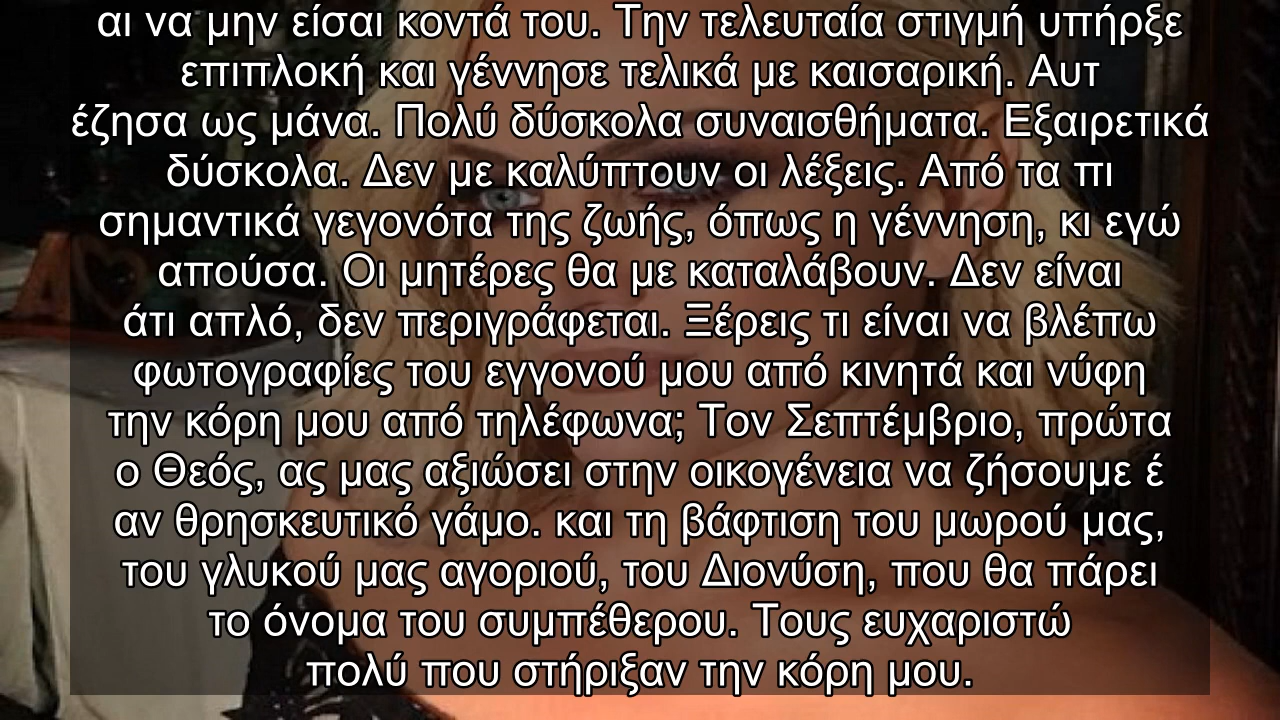 αι να μην είσαι κοντά του. Την τελευταία στιγμή υπήρξε
επιπλοκή και γέννησε τελικά με καισαρική. Αυτ
έζησα ως μάνα. Πολύ δύσκολα συναισθήματα. Εξαιρετικά
δύσκολα. Δεν με καλύπτουν οι λέξεις. Από τα πι
σημαντικά γεγονότα της ζωής, όπως η γέννηση, κι εγώ
απούσα. Οι μητέρες θα με καταλάβουν. Δεν είναι
άτι απλό, δεν περιγράφεται. Ξέρεις τι είναι να βλέπω
φωτογραφίες του εγγονού μου από κινητά και νύφη
την κόρη μου από τηλέφωνα; Τον Σεπτέμβριο, πρώτα
ο Θεός, ας μας αξιώσει στην οικογένεια να ζήσουμε έ
αν θρησκευτικό γάμο. και τη βάφτιση του μωρού μας,
του γλυκού μας αγοριού, του Διονύση, που θα πάρει
το όνομα του συμπέθερου. Τους ευχαριστώ
πολύ που στήριξαν την κόρη μου.